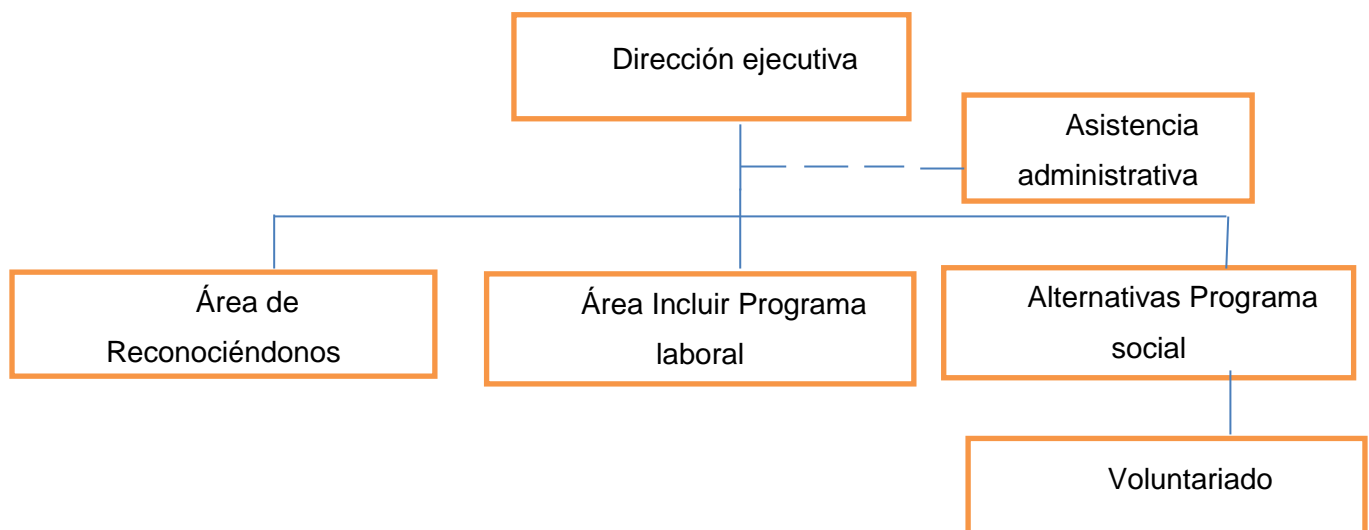 Dirección ejecutiva
Asistencia
administrativa
Área de
Reconociéndonos
Área Incluir Programa
laboral
Alternativas Programa
social
Voluntariado